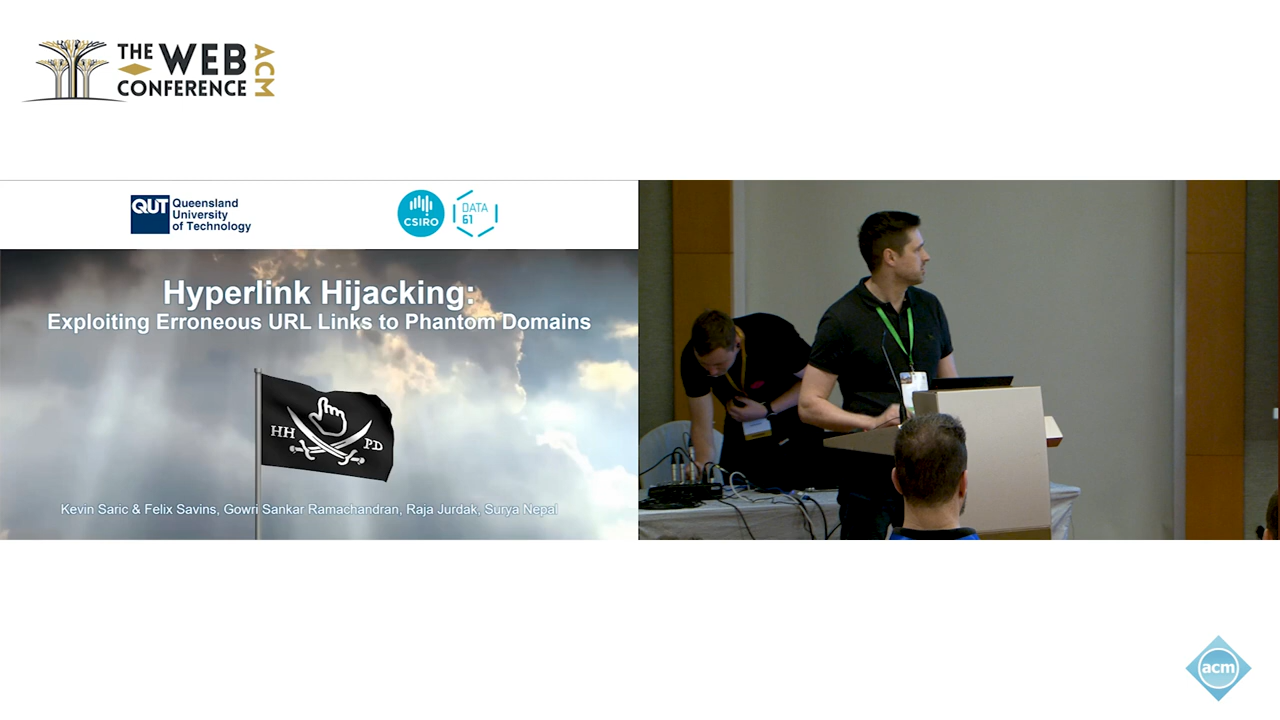 THE WEB
CONFERENCE
ACM
QUT
Queensland
University
of Technology
CSIRO
DATA
61
Hyperlink Hijacking:
Exploiting Erroneous URL Links to Phantom Domains
HH
PD
Kevin Saric & Felix Savins, Gowri Sankar Ramachandran, Raja Jurdak, Surya Nepal
acm